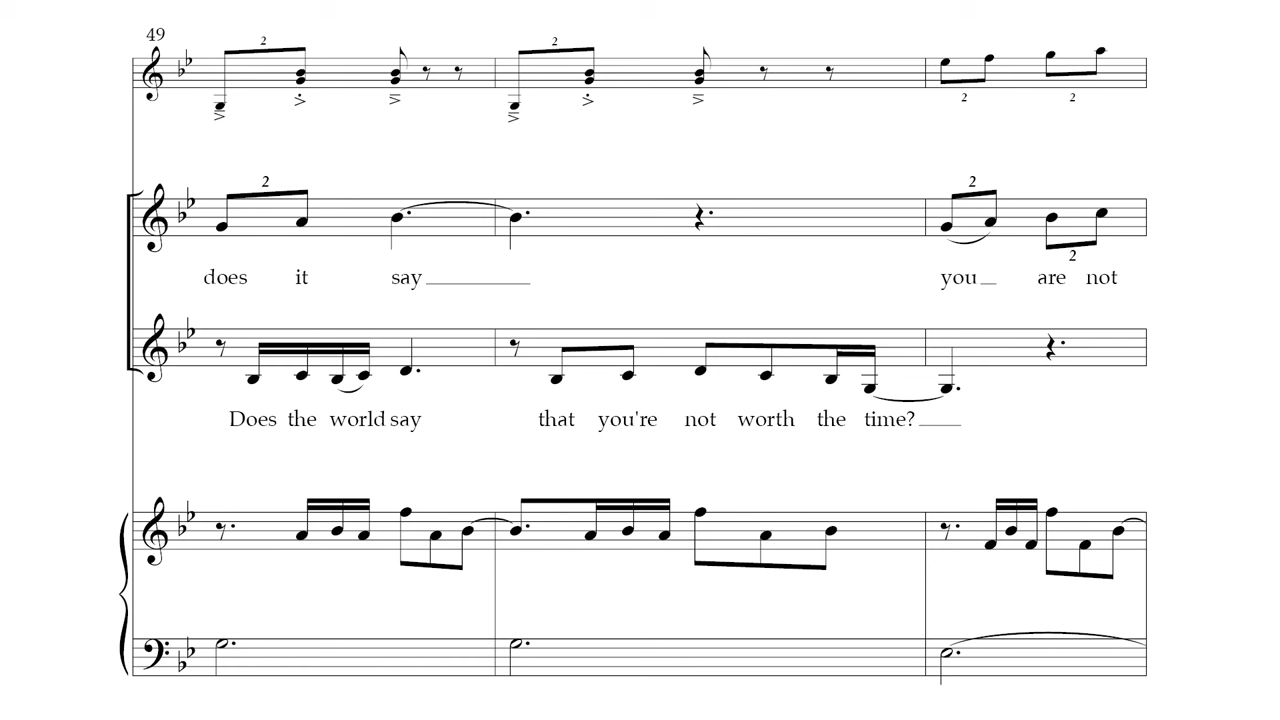 49
2 2 2 2
2 2 2
does it say you are not
Does the world say that you're not worth the time?